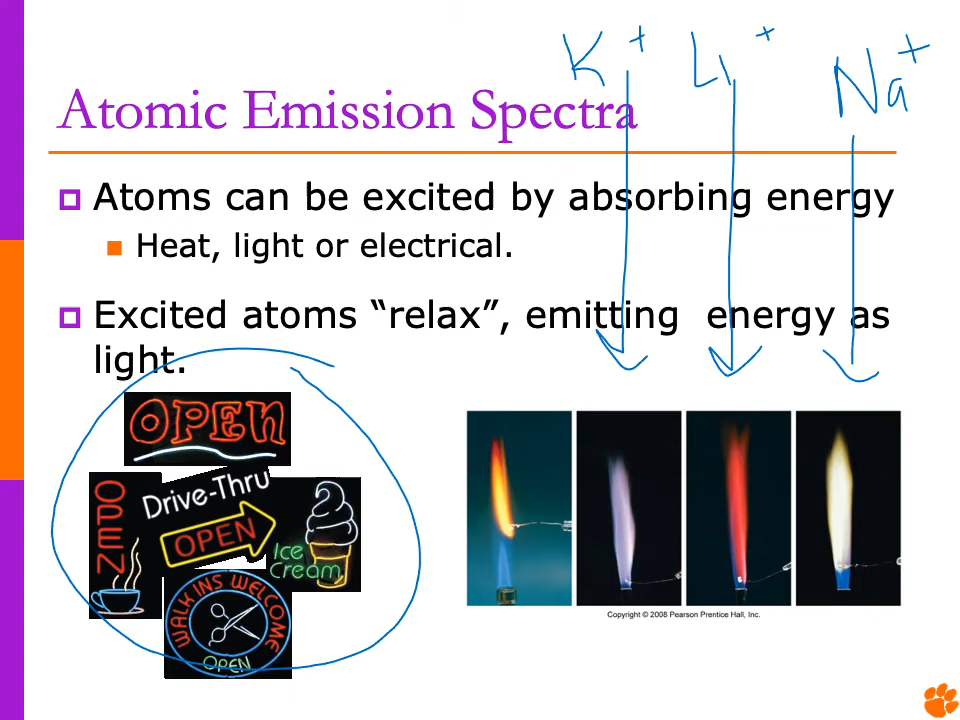 K+ Li+ Na+
Atomic Emission Spectra
Atoms can be excited by absorbing energy
Heat, light or electrical.
Excited atoms “relax”, emitting energy as
light.
OPEN
OPEN
Drive-Thru
OPEN
Ice
Cream
WALK INS WELCOME
OPEN
Copyright © 2008 Pearson Prentice Hall, Inc.